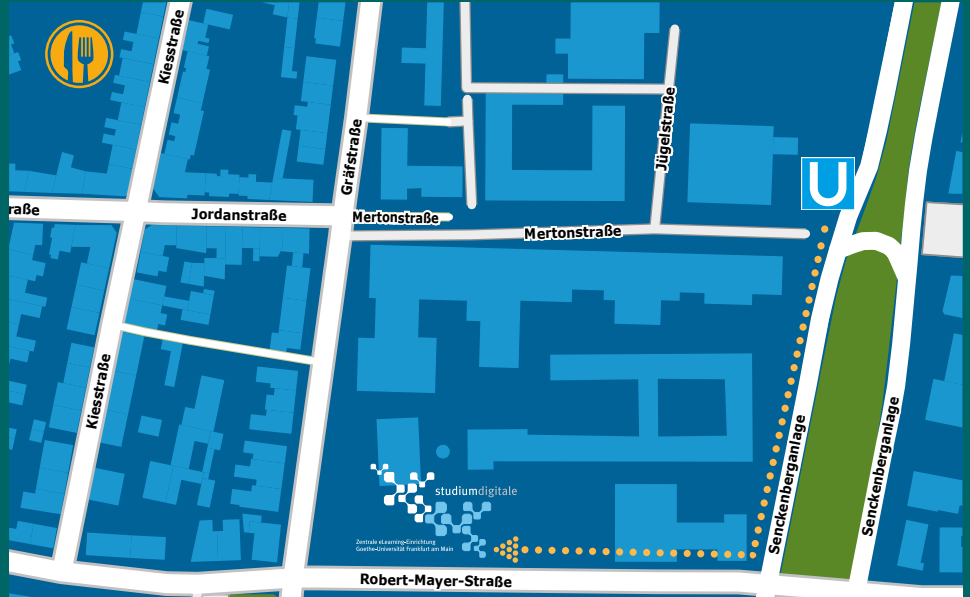 Kiesstraße
Gräfstraße
Jügelstraße
U
raße
Jordanstraße
Mertonstraße
Mertonstraße
Kiesstraße
Senckenberganlage
Senckenberganlage
studiumdigitale
Zentrale eLearning-Einrichtung
Goethe-Universität Frankfurt am Main
Robert-Mayer-Straße